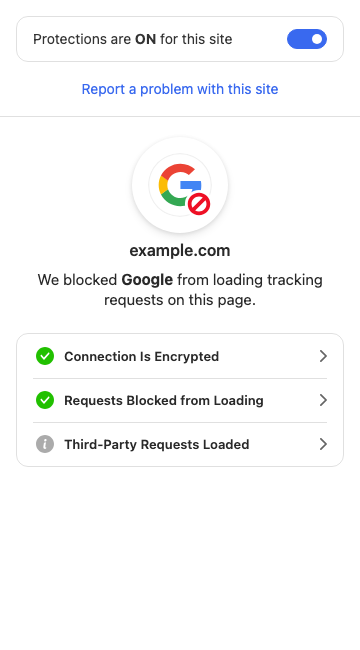 Protections are ON for this site
Report a problem with this site
example.com
We blocked Google from loading tracking
requests on this page.
Connection Is Encrypted
Requests Blocked from Loading
Third-Party Requests Loaded